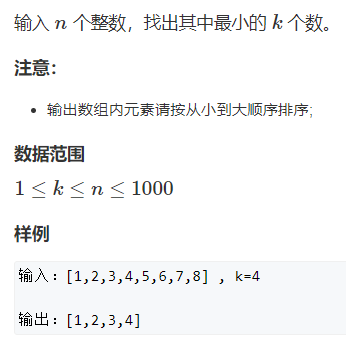 输入 n 个整数，找出其中最小的 k 个数。
注意：
• 输出数组内元素请按从小到大顺序排序;
数据范围
1 ≤ k ≤ n ≤ 1000
样例
输入：[1,2,3,4,5,6,7,8] , k=4
输出：[1,2,3,4]